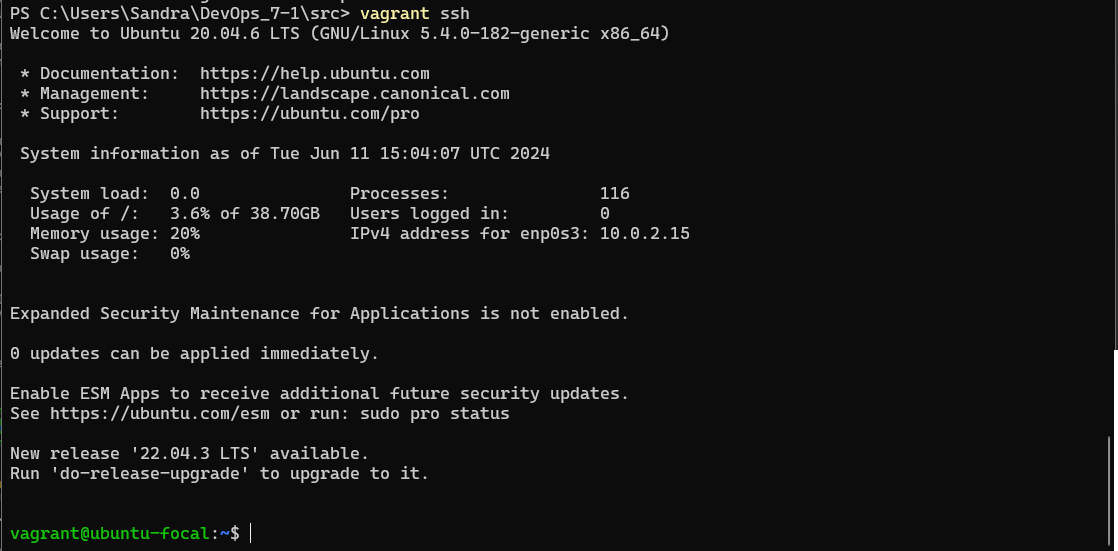 PS C:\Users\Sandra\DevOps_7-1\src> vagrant ssh
Welcome to Ubuntu 20.04.6 LTS (GNU/Linux 5.4.0-182-generic x86_64)
* Documentation:  https://help.ubuntu.com
* Management:     https://landscape.canonical.com
* Support:        https://ubuntu.com/pro
System information as of Tue Jun 11 15:04:07 UTC 2024
System load:  0.0               Processes:               116
Usage of /:   3.6% of 38.70GB   Users logged in:         0
Memory usage: 20%               IPv4 address for enp0s3: 10.0.2.15
Swap usage:   0%
Expanded Security Maintenance for Applications is not enabled.
0 updates can be applied immediately.
Enable ESM Apps to receive additional future security updates.
See https://ubuntu.com/esm or run: sudo pro status
New release '22.04.3 LTS' available.
Run 'do-release-upgrade' to upgrade to it.
vagrant@ubuntu-focal:~$